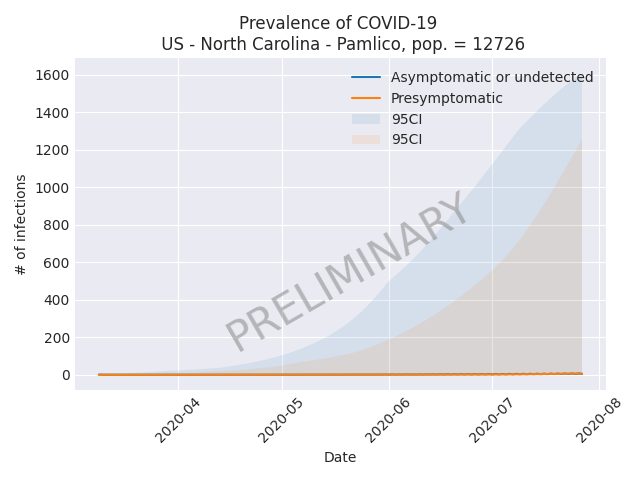 Prevalence of COVID-19
US - North Carolina - Pamlico, pop. = 12726
Asymptomatic or undetected
Presymptomatic
95CI
95CI
1600
1400
1200
1000
800
600
400
200
0
# of infections
PRELIMINARY
2020-04
2020-05
2020-06
2020-07
2020-08
Date